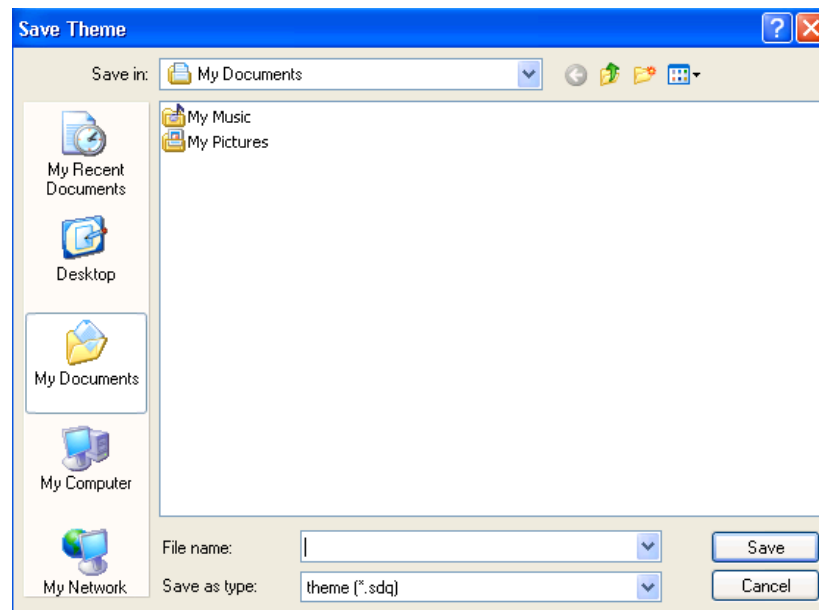 Save Theme
Save in:
My Documents
My Recent
Documents
Desktop
My Documents
My Computer
My Network
My Music
My Pictures
File name:
Save
Save as type:
theme (*.sdq)
Cancel